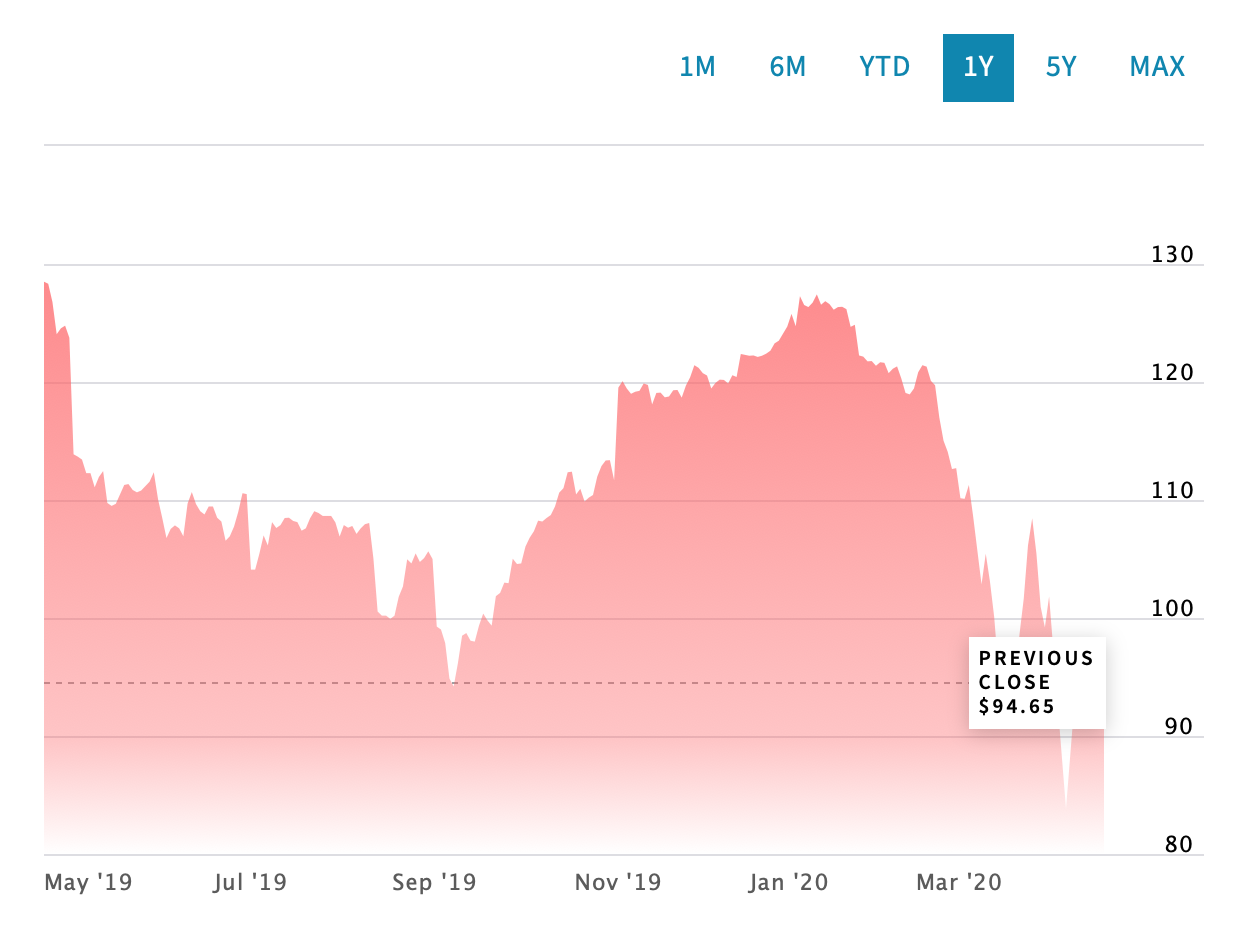 1M 6M YTD 1Y 5Y MAX
130
120
110
100
PREVIOUS
CLOSE
$94.65
90
80
May '19 Jul '19 Sep '19 Nov '19 Jan '20 Mar '20